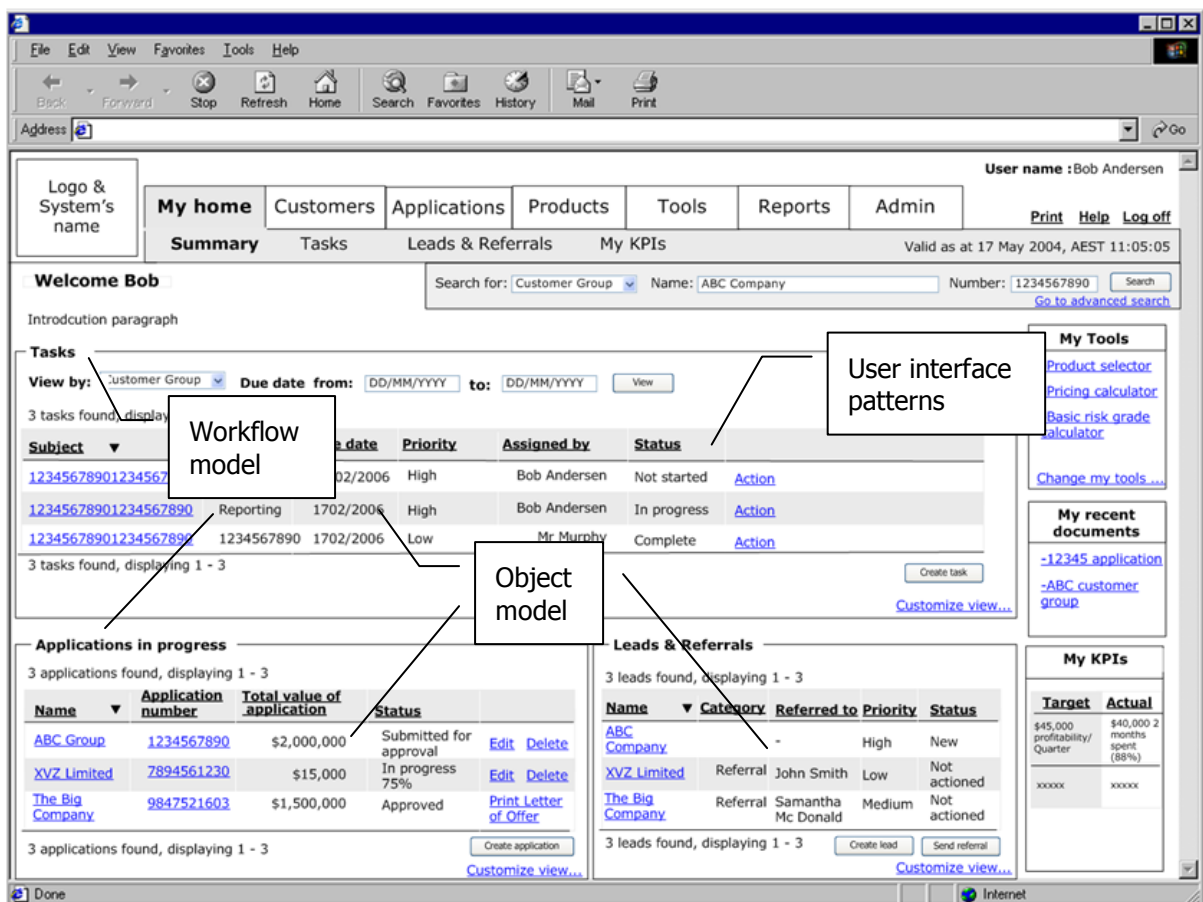 File Edit View Favorites Tools Help
Back Forward Stop Refresh Home Search Favorites History Mail Print
Address Go
User name :Bob Andersen
Logo &
System's
name
My home Customers Applications Products Tools Reports Admin
Print Help Log off
Summary Tasks Leads & Referrals My KPIs Valid as at 17 May 2004, AEST 11:05:05
Welcome Bob
Search for: Customer Group Name: ABC Company Number: 1234567890 Search
Go to advanced search
Introdcution paragraph
Tasks
View by: Customer Group Due date from: DD/MM/YYYY to: DD/MM/YYYY View
3 tasks found,
Subject date Priority Assigned by Status
High Bob Andersen Not started Action
12345678901234567890 Reporting 1702/2006 High Bob Andersen In progress Action
12345678901234567890 1234567890 1702/2006 Low Mr Murphy Complete Action
3 tasks found, displaying 1 - 3
Create task
Customize view...
Workflow
model
User interface
patterns
Object
model
My Tools
Product selector
Pricing calculator
Basic risk grade
calculator
Change my tools ...
My recent
documents
-12345 application
-ABC customer
group
Applications in progress
3 applications found, displaying 1 - 3
Name Application number Total value of application Status
ABC Group 1234567890 $2,000,000 Submitted for approval Edit Delete
XVZ Limited 7894561230 $15,000 In progress 75% Edit Delete
The Big Company 9847521603 $1,500,000 Approved Print Letter of Offer
3 applications found, displaying 1 - 3 Create application
Customize view...
Leads & Referrals
3 leads found, displaying 1 - 3
Name Category Referred to Priority Status
ABC Company - High New
XVZ Limited Referral John Smith Low Not actioned
The Big Company Referral Samantha Mc Donald Medium Not actioned
3 leads found, displaying 1 - 3 Create lead Send referral
Customize view...
My KPIs
Target Actual
$45,000 profitability/ Quarter $40,000 2 months spent (88%)
xxxxx xxxxx
Done Internet